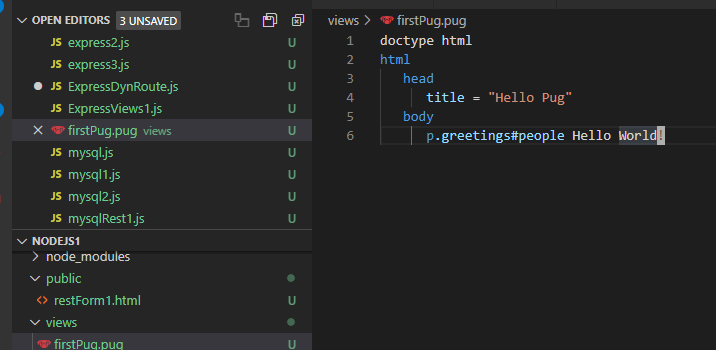 OPEN EDITORS 3 UNSAVED
JS express2.js U
JS express3.js U
JS ExpressDynRoute.js U
JS ExpressViews1.js U
firstPug.pug views U
JS mysql.js U
JS mysql1.js U
JS mysql2.js U
JS mysqlRest1.js U
NODEJS1
node_modules
public
restForm1.html U
views
firstPug.pug U
views > firstPug.pug
1 doctype html
2 html
3 head
4 title = "Hello Pug"
5 body
6 p.greetings#people Hello World!